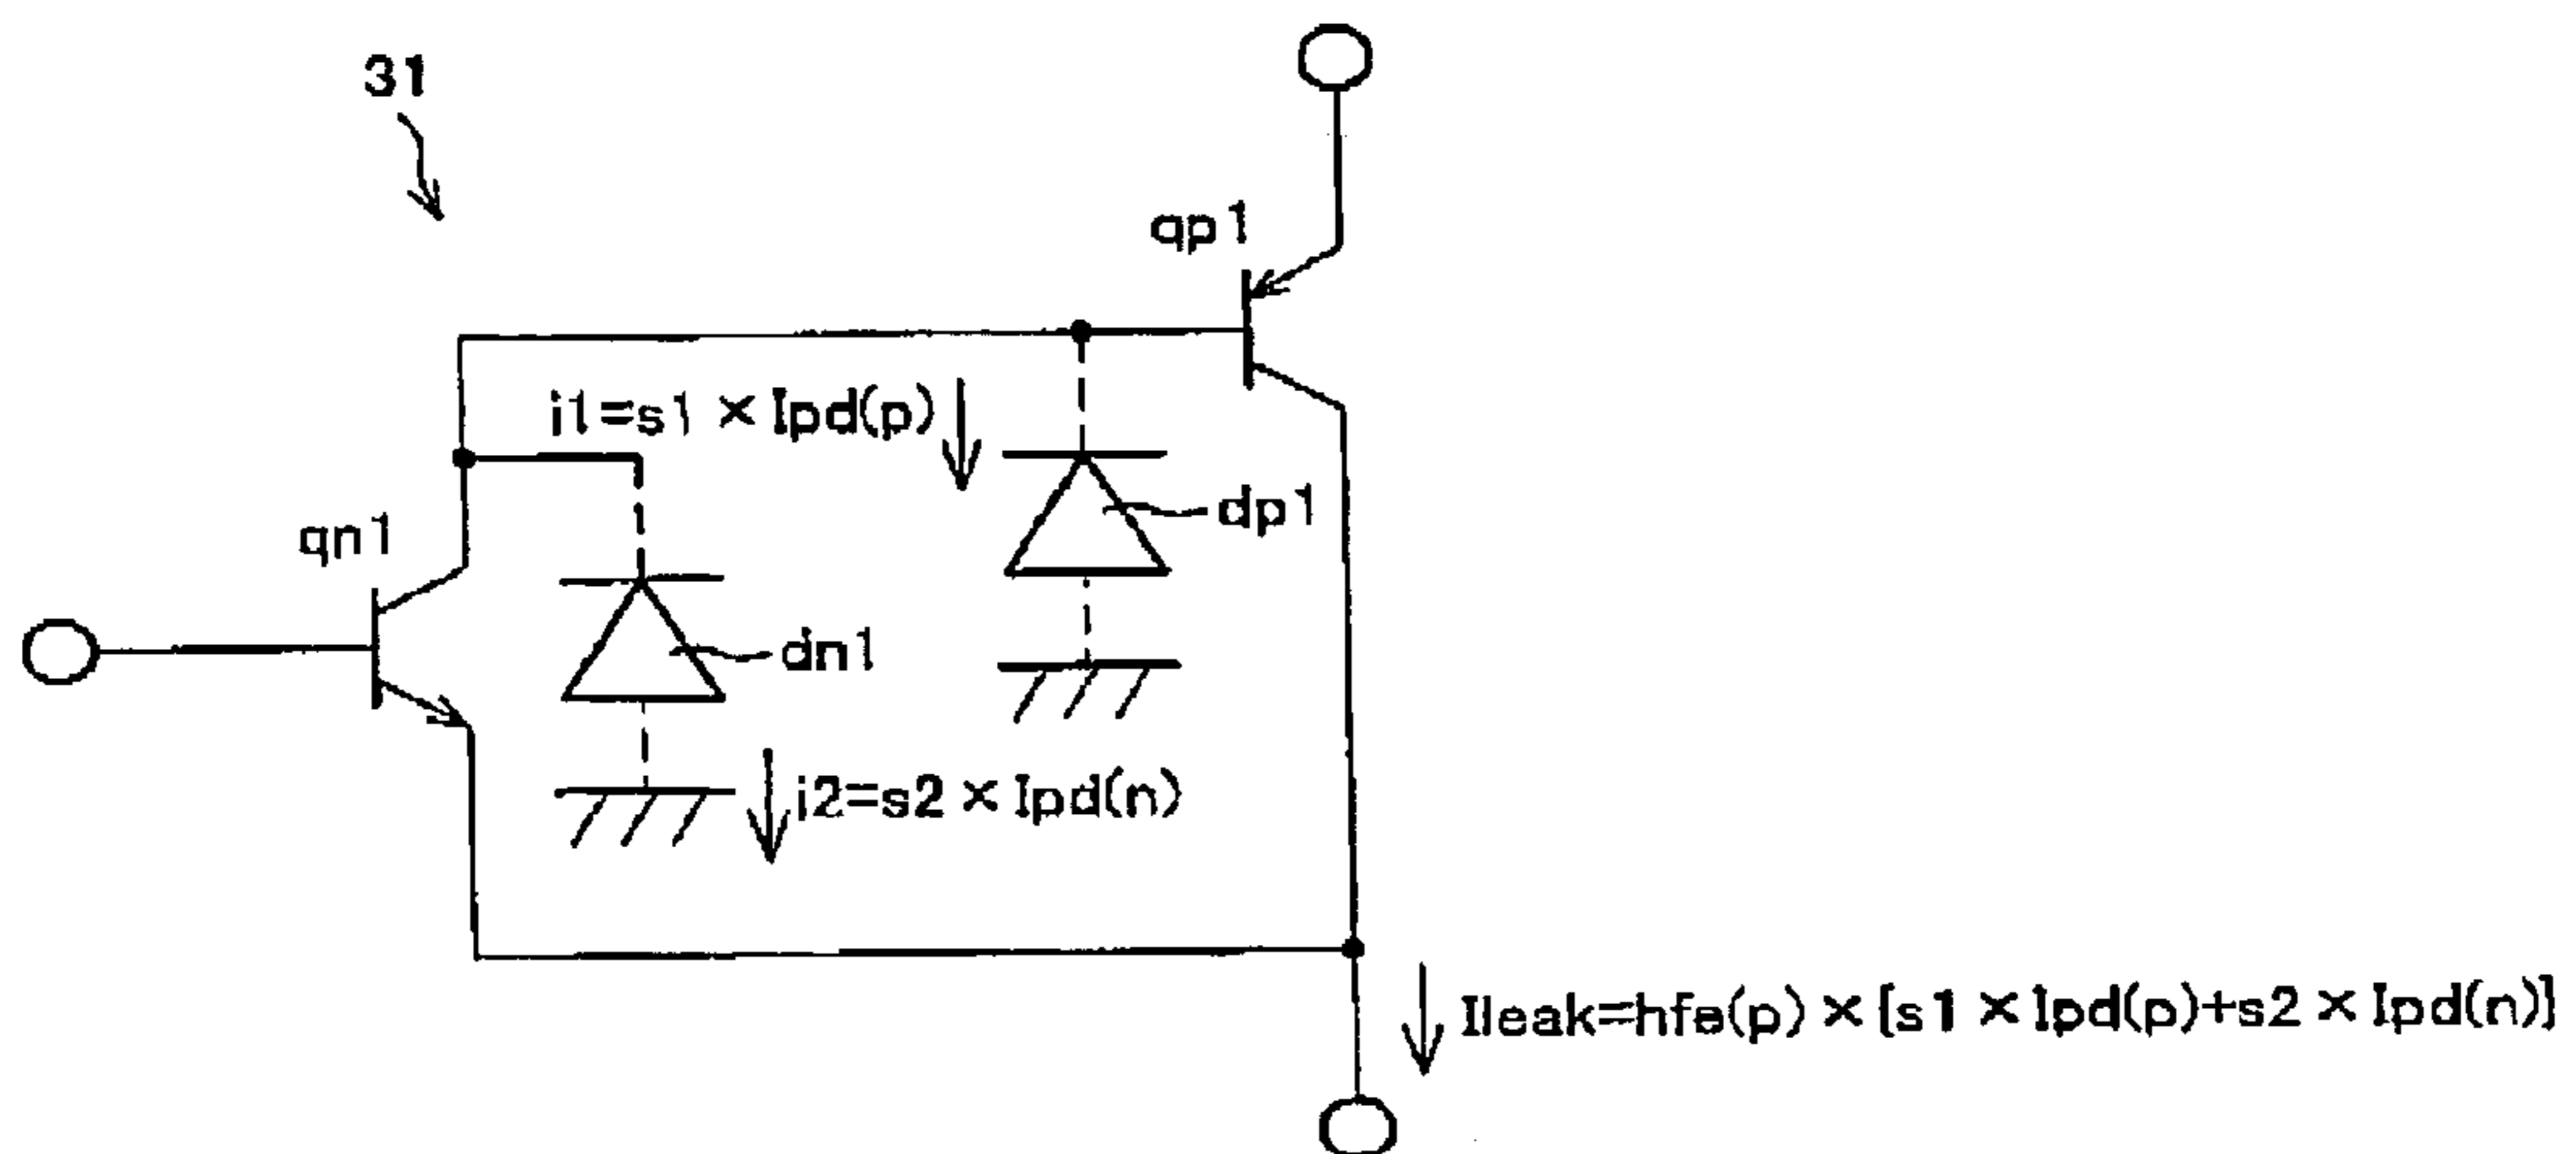 31
qp1
i1=s1×Ipd(p)
dp1
qn1
dn1
i2=s2×Ipd(n)
Ileak=hfe(p)×[s1×Ipd(p)+s2×Ipd(n)]